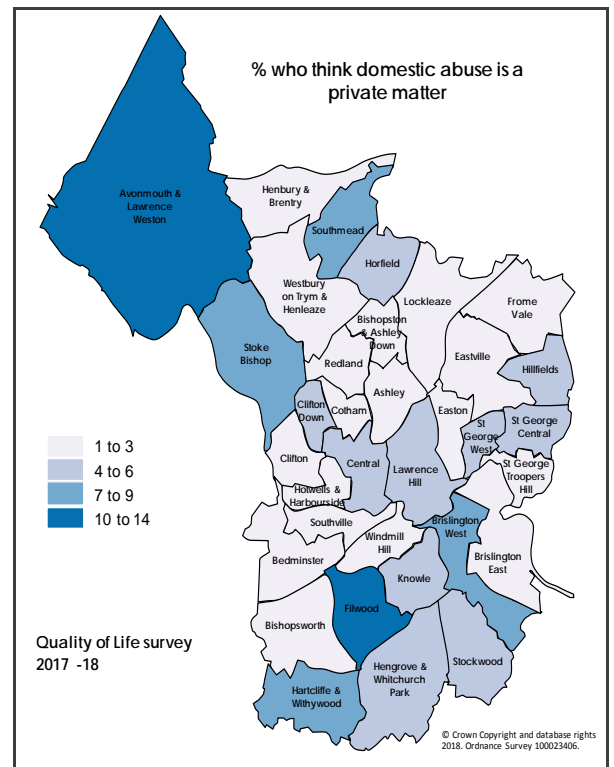 % who think domestic abuse is a
private matter
Avonmouth &
Lawrence
Weston
Henbury &
Brentry
Southmead
Horfield
Westbury
on Trym &
Henleaze
Lockleaze
Frome
Vale
Bishopston
& Ashley
Down
Stoke
Bishop
Redland
Eastville
Hillfields
Clifton
Down
Cotham
Ashley
Easton
St
George
West
St George
Central
1 to 3
4 to 6
7 to 9
10 to 14
Clifton
Central
Lawrence
Hill
St George
Troopers
Hill
Hotwells &
Harbourside
Southville
Windmill
Hill
Brislington
West
Brislington
East
Bedminster
Knowle
Filwood
Bishopsworth
Quality of Life survey
2017 -18
Hengrove &
Whitchurch
Park
Stockwood
Hartcliffe &
Withywood
© Crown Copyright and database rights
2018. Ordnance Survey 100023406.